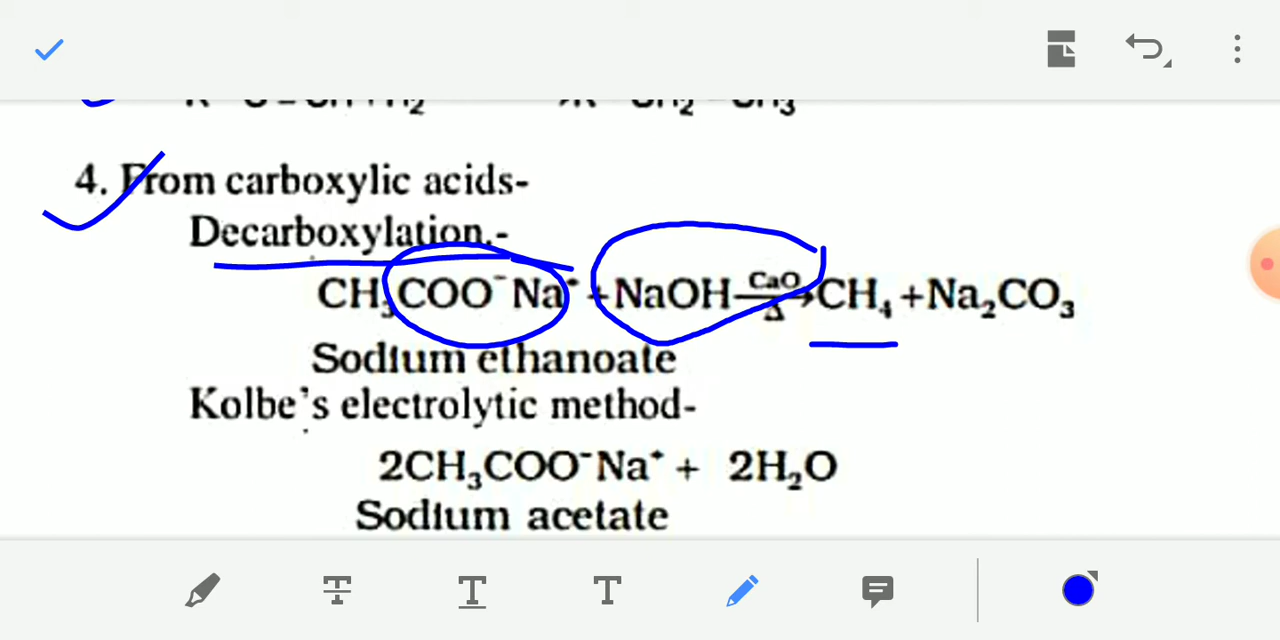 4. From carboxylic acids-
Decarboxylation.-
CH₃COO⁻Na⁺ + NaOH —CaO/Δ→ CH₄ + Na₂CO₃
Sodium ethanoate
Kolbe's electrolytic method-
2CH₃COO⁻Na⁺ + 2H₂O
Sodium acetate